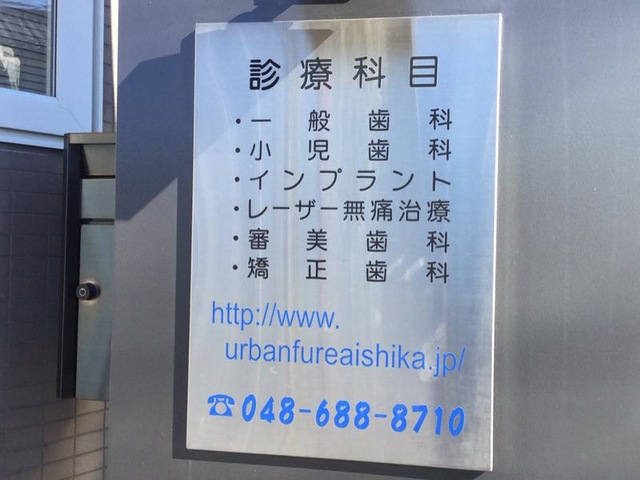 診療科目
・一般歯科
・小児歯科
・インプラント
・レーザー無痛治療
・審美歯科
・矯正歯科
http://www.
urbanfureaishika.jp/
☎048-688-8710